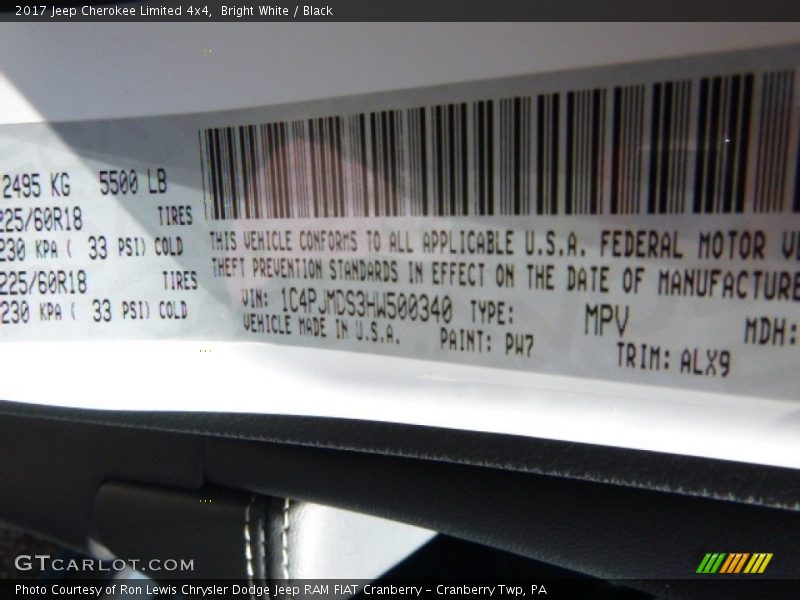 2017 Jeep Cherokee Limited 4x4, Bright White / Black
2495 KG 5500 LB
225/60R18 TIRES
230 KPA ( 33 PSI) COLD
225/60R18 TIRES
230 KPA ( 33 PSI) COLD
THIS VEHICLE CONFORMS TO ALL APPLICABLE U.S.A. FEDERAL MOTOR VE
THEFT PREVENTION STANDARDS IN EFFECT ON THE DATE OF MANUFACTURE
VIN: 1C4PJMDS3HW500340 TYPE: MPV MDH:
VEHICLE MADE IN U.S.A. PAINT: PW7 TRIM: ALX9
GTCARLOT.COM
Photo Courtesy of Ron Lewis Chrysler Dodge Jeep RAM FIAT Cranberry – Cranberry Twp, PA